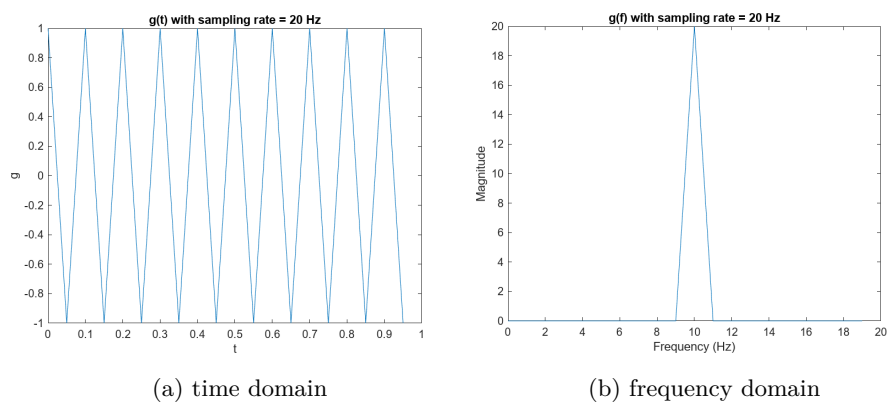 g(t) with sampling rate = 20 Hz
1
0.8
0.6
0.4
0.2
0
-0.2
-0.4
-0.6
-0.8
-1
g
0 0.1 0.2 0.3 0.4 0.5 0.6 0.7 0.8 0.9 1
t
(a) time domain
g(f) with sampling rate = 20 Hz
20
18
16
14
12
10
8
6
4
2
0
Magnitude
0 2 4 6 8 10 12 14 16 18 20
Frequency (Hz)
(b) frequency domain